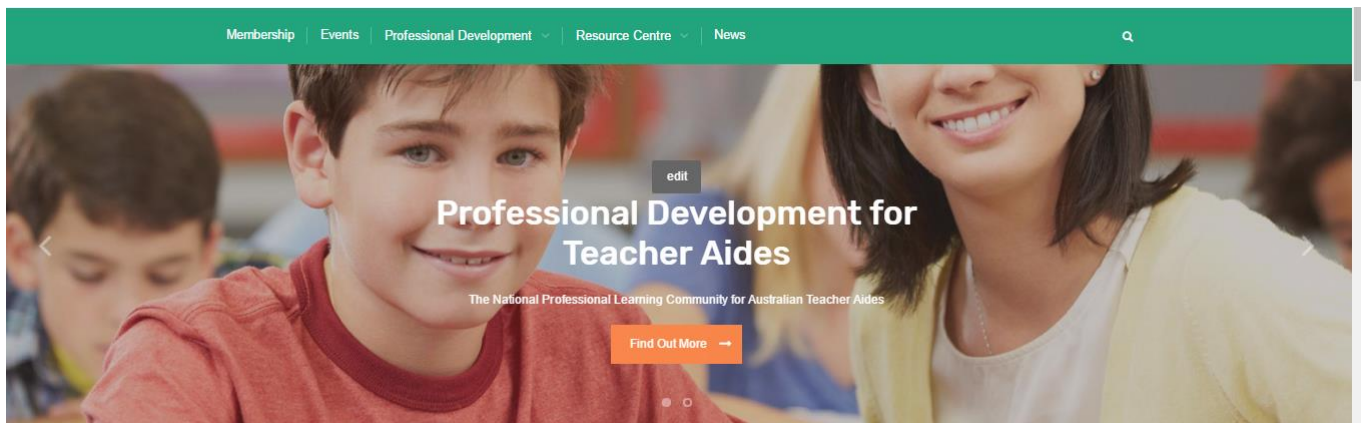 Membership Events Professional Development Resource Centre News
edit
Professional Development for
Teacher Aides
The National Professional Learning Community for Australian Teacher Aides
Find Out More